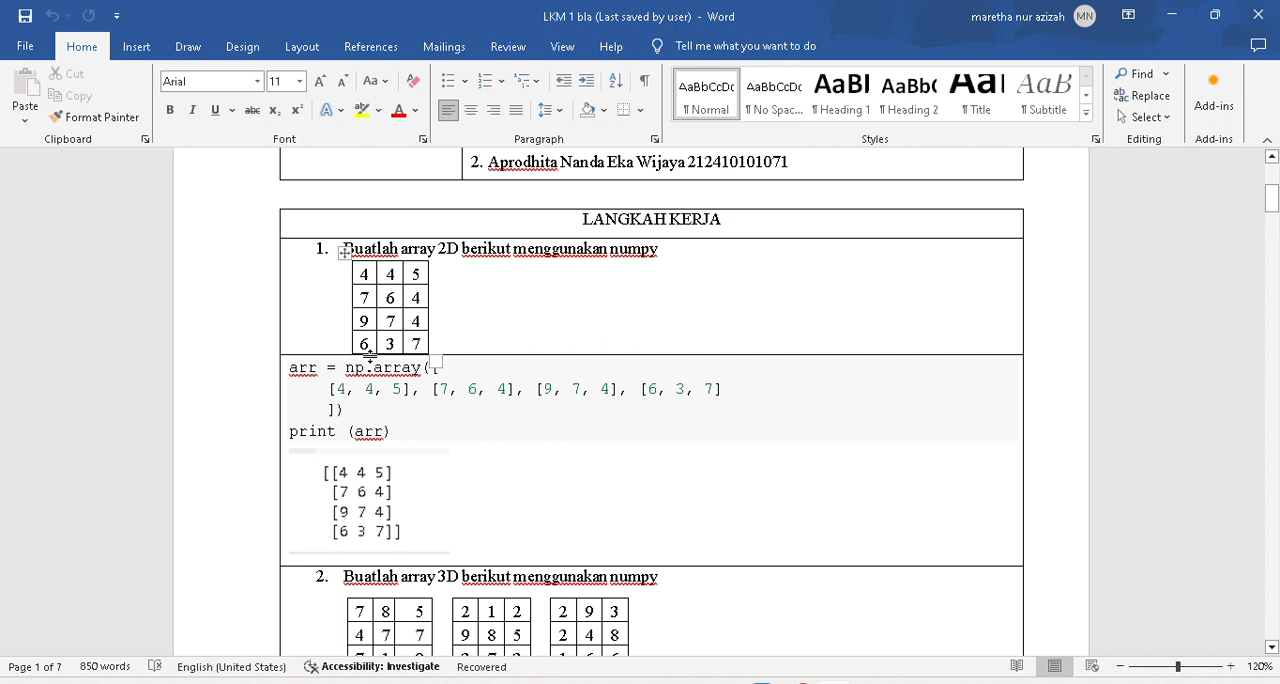 LKM 1 bla (Last saved by user) - Word
maretha nur azizah MN
File Home Insert Draw Design Layout References Mailings Review View Help Tell me what you want to do
Paste
Cut
Copy
Format Painter
Clipboard
Arial 11
Aa
B I U abc x₂ x² A A
Font
Paragraph
AaBbCcDc AaBbCcDc AaBI AaBb( AaI AaB
¶ Normal ¶ No Spac... ¶ Heading 1 ¶ Heading 2 ¶ Title ¶ Subtitle
Styles
Find
Replace
Select
Editing
Add-ins
Add-ins
2. Aprodhita Nanda Eka Wijaya 212410101071
LANGKAH KERJA
1. Buatlah array 2D berikut menggunakan numpy
4 4 5
7 6 4
9 7 4
6 3 7
arr = np.array([
[4, 4, 5], [7, 6, 4], [9, 7, 4], [6, 3, 7]
])
print (arr)
[[4 4 5]
[7 6 4]
[9 7 4]
[6 3 7]]
2. Buatlah array 3D berikut menggunakan numpy
7 8 5 2 1 2 2 9 3
4 7 7 9 8 5 2 4 8
Page 1 of 7 850 words English (United States) Accessibility: Investigate Recovered 120%